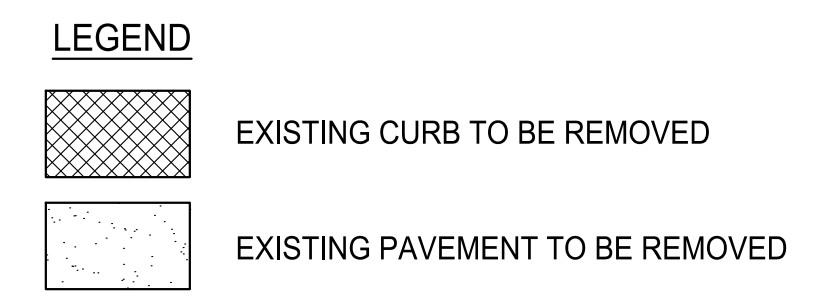 LEGEND
EXISTING CURB TO BE REMOVED
EXISTING PAVEMENT TO BE REMOVED